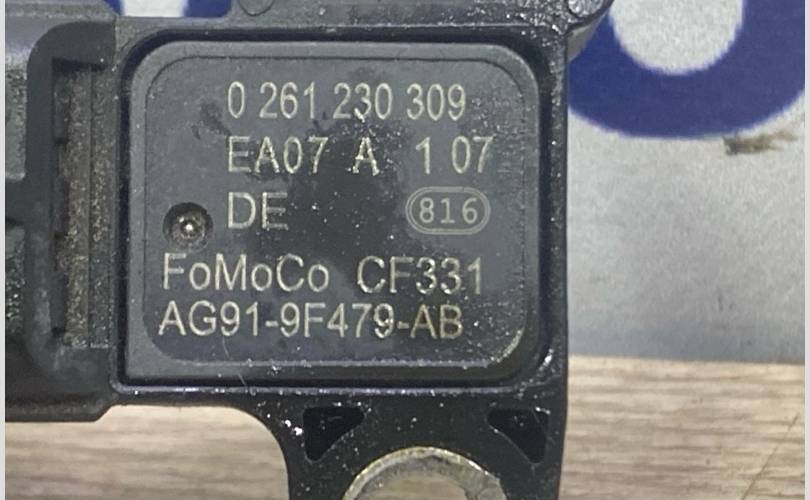 0 261 230 309
EA07 A 1 07
DE 816
FoMoCo CF331
AG91-9F479-AB